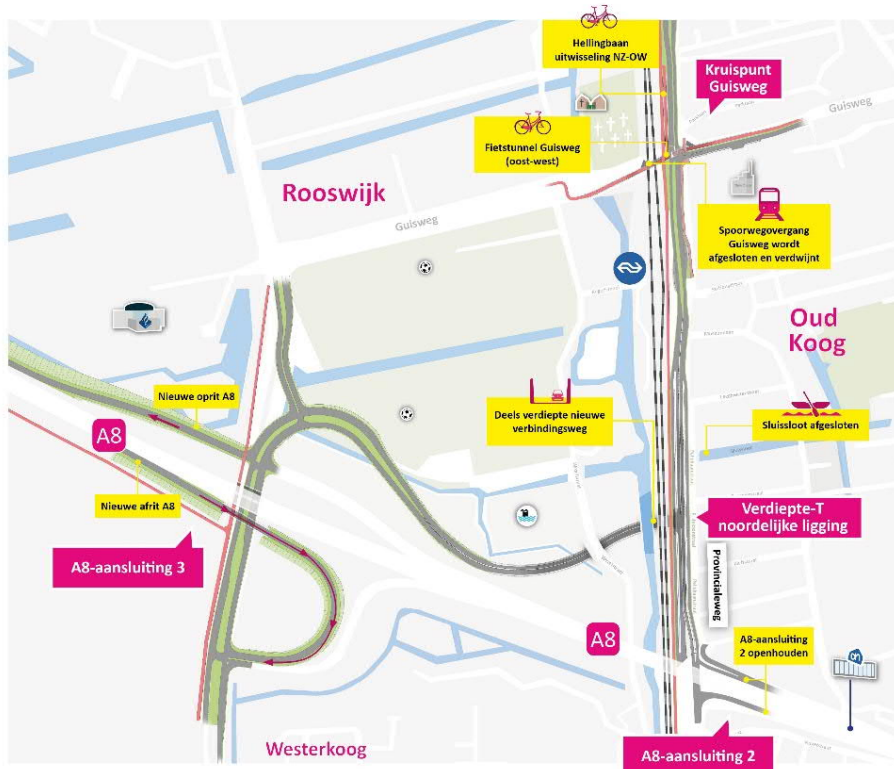 Hellingbaan
uitwisseling NZ-OW
Kruispunt
Guisweg
Guisweg
Fietstunnel Guisweg
(oost-west)
Rooswijk
Guisweg
Spoorwegovergang
Guisweg wordt
afgesloten en verdwijnt
Oud
Koog
Nieuwe oprit A8
Deels verdiepte nieuwe
verbindingsweg
Sluissloot afgesloten
A8
Nieuwe afrit A8
Verdiepte-T
noordelijke ligging
A8-aansluiting 3
Provincialeweg
A8
A8-aansluiting
2 openhouden
Westerkoog
A8-aansluiting 2